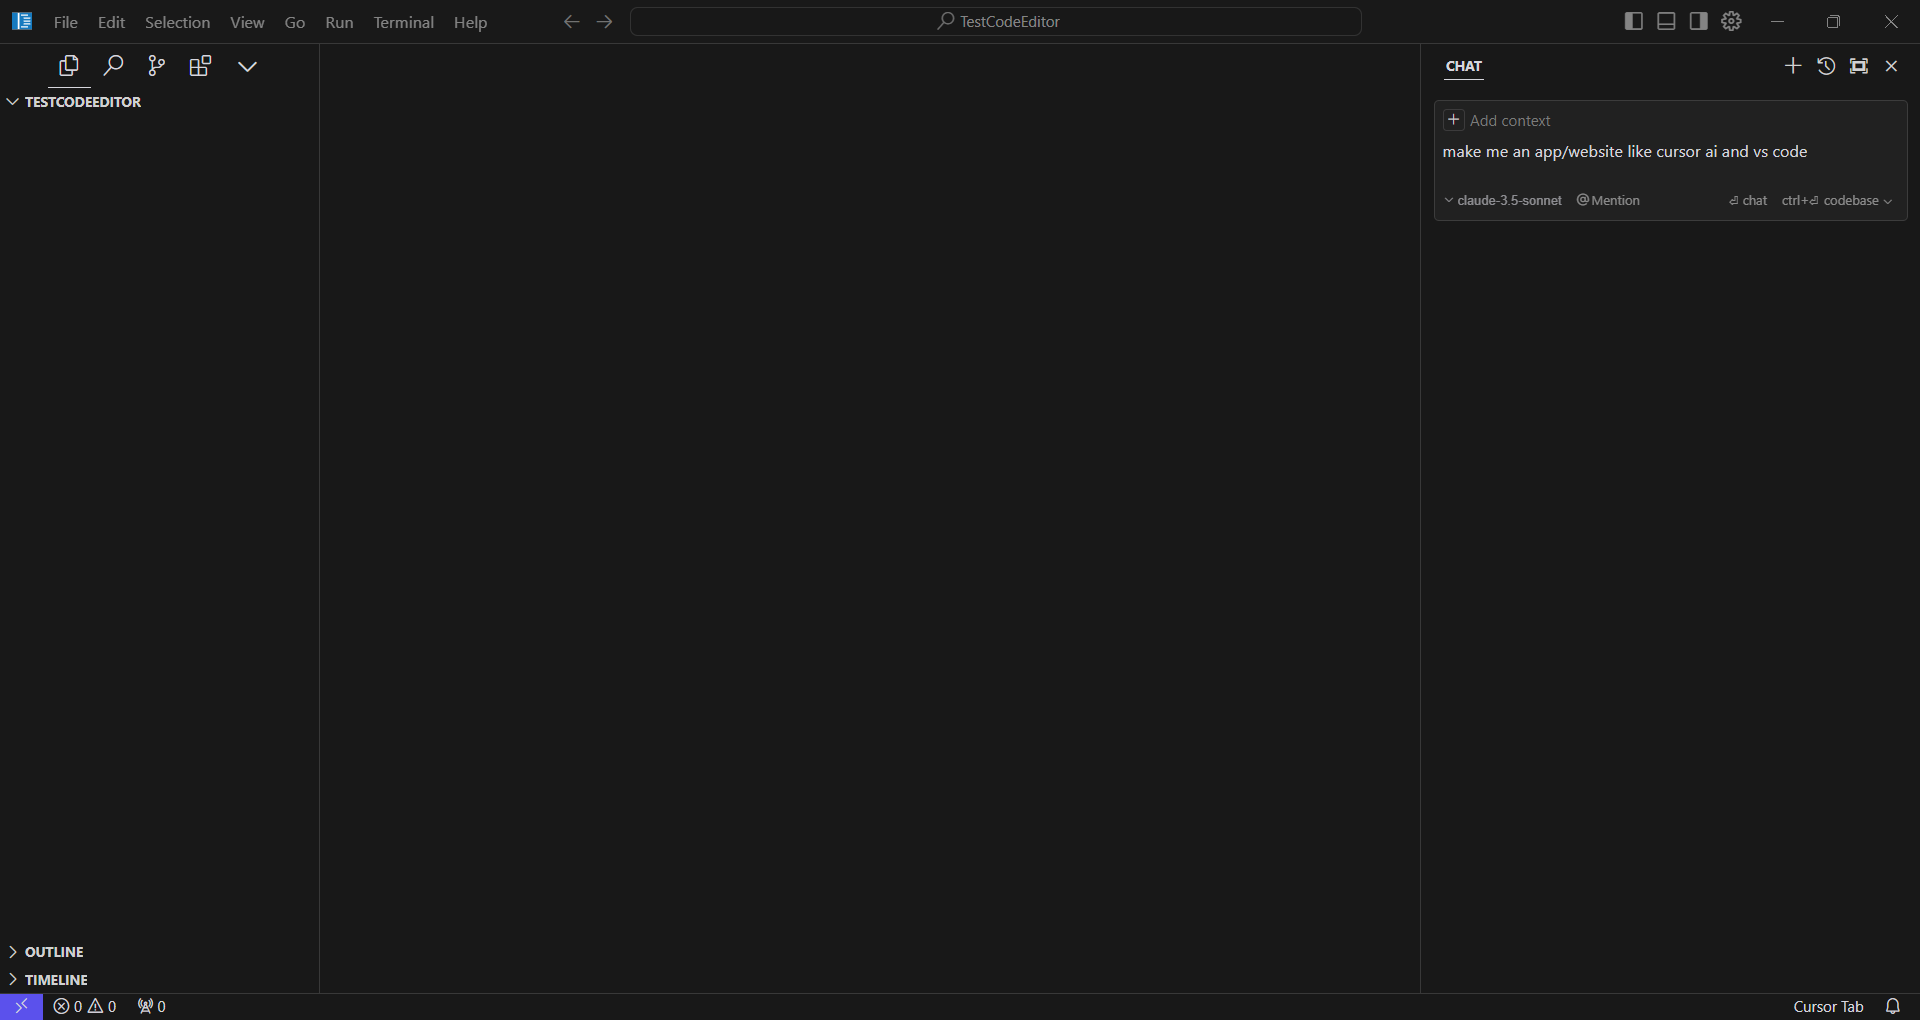 File Edit Selection View Go Run Terminal Help
TestCodeEditor
TESTCODEEDITOR
CHAT
Add context
make me an app/website like cursor ai and vs code
claude-3.5-sonnet @Mention ⏎ chat ctrl+⏎ codebase
OUTLINE
TIMELINE
0 0 0
Cursor Tab